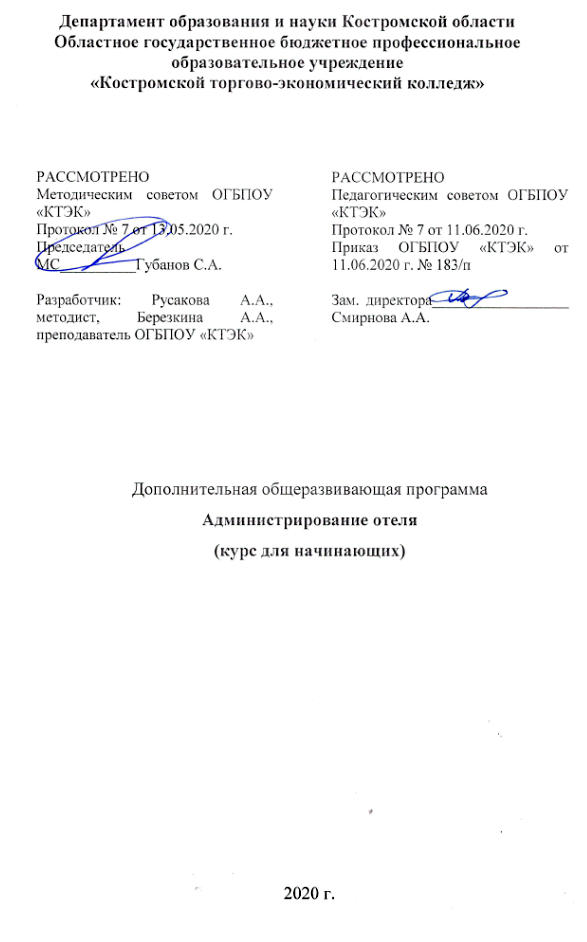 Департамент образования и науки Костромской области
Областное государственное бюджетное профессиональное
образовательное учреждение
«Костромской торгово-экономический колледж»
РАССМОТРЕНО
Методическим советом ОГБПОУ
«КТЭК»
Протокол № 7 от 13.05.2020 г.
Председатель
МС____________Губанов С.А.
Разработчик: Русакова А.А.,
методист, Березкина А.А.,
преподаватель ОГБПОУ «КТЭК»
РАССМОТРЕНО
Педагогическим советом ОГБПОУ
«КТЭК»
Протокол № 7 от 11.06.2020 г.
Приказ ОГБПОУ «КТЭК» от
11.06.2020 г. № 183/п
Зам. директора________________
Смирнова А.А.
Дополнительная общеразвивающая программа
Администрирование отеля
(курс для начинающих)
2020 г.